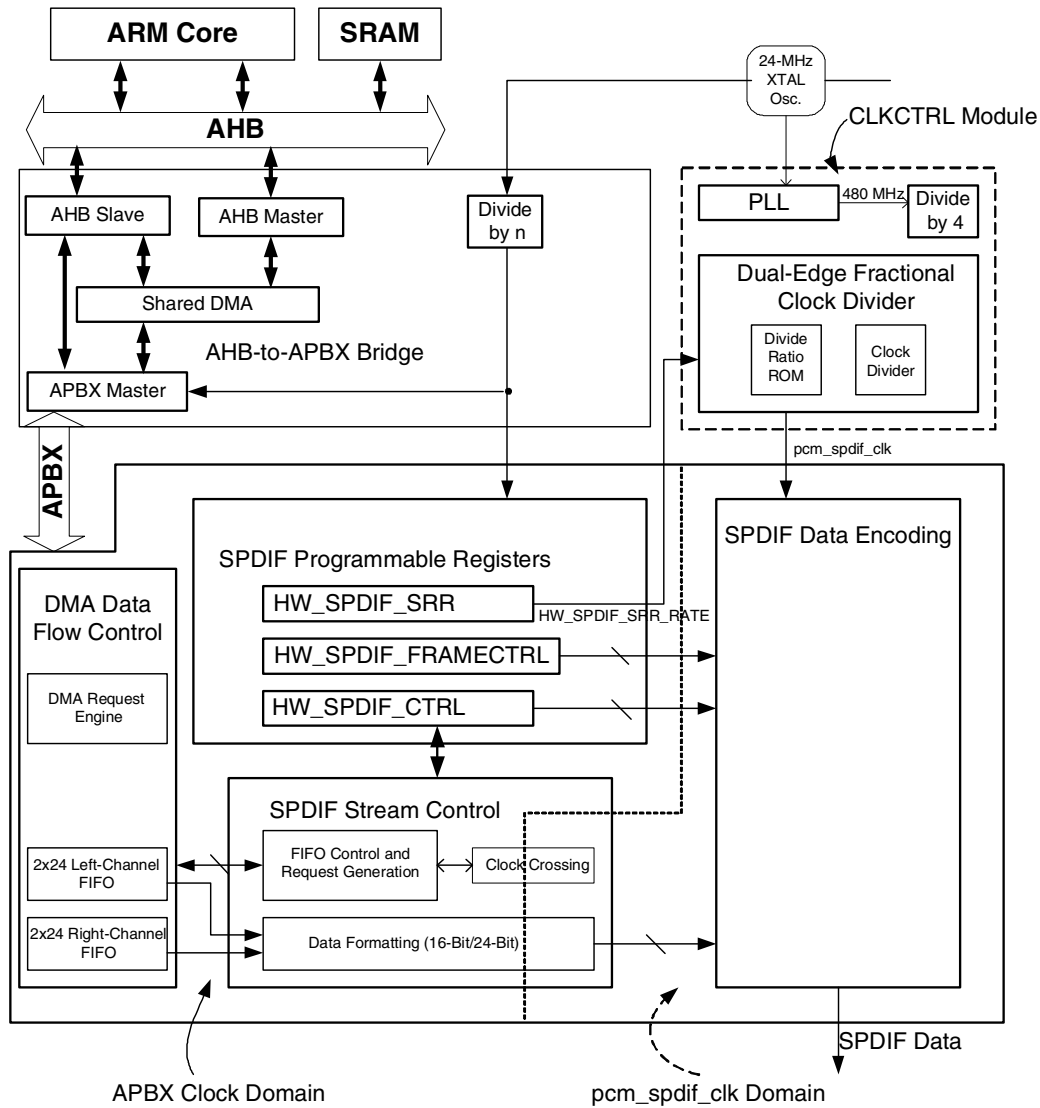 ARM Core
SRAM
24-MHz
XTAL
Osc.
CLKCTRL Module
AHB
AHB Slave
AHB Master
Divide
by n
PLL
480 MHz
Divide
by 4
Shared DMA
Dual-Edge Fractional
Clock Divider
Divide
Ratio
ROM
Clock
Divider
AHB-to-APBX Bridge
APBX Master
APBX
pcm_spdif_clk
SPDIF Programmable Registers
SPDIF Data Encoding
HW_SPDIF_SRR
HW_SPDIF_SRR_RATE
HW_SPDIF_FRAMECTRL
HW_SPDIF_CTRL
DMA Data
Flow Control
DMA Request
Engine
SPDIF Stream Control
2x24 Left-Channel
FIFO
FIFO Control and
Request Generation
Clock Crossing
2x24 Right-Channel
FIFO
Data Formatting (16-Bit/24-Bit)
SPDIF Data
APBX Clock Domain
pcm_spdif_clk Domain